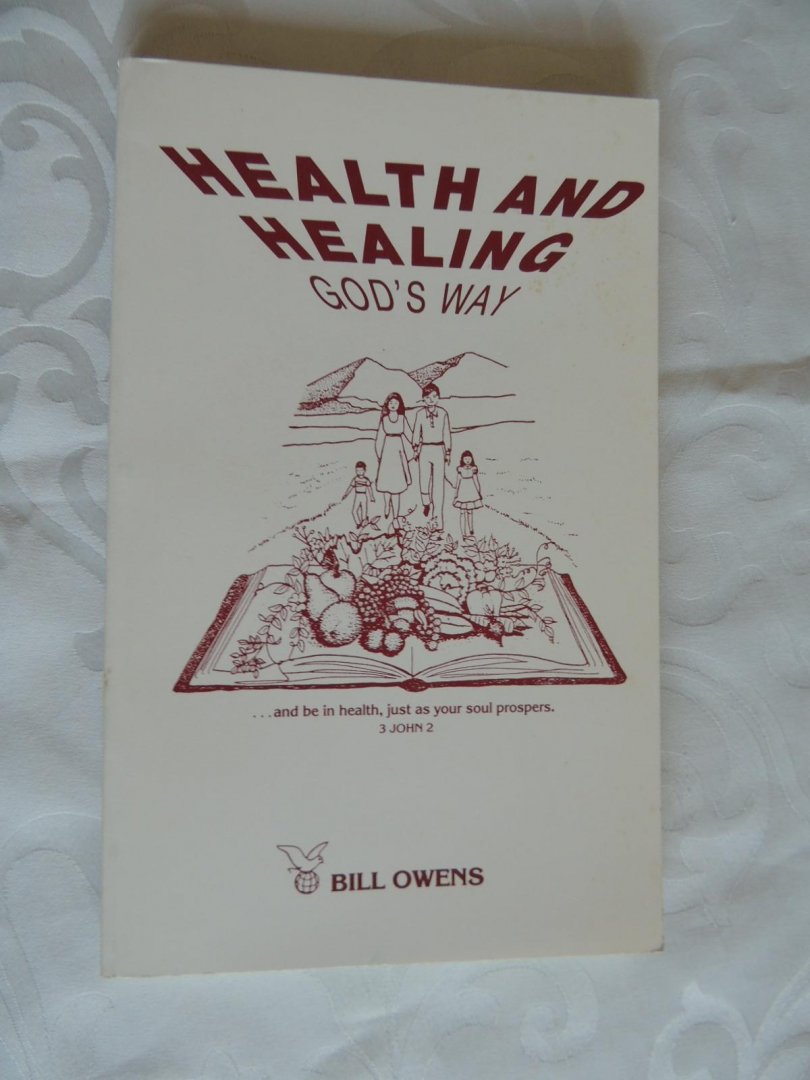 HEALTH AND
HEALING
GOD'S WAY
...and be in health, just as your soul prospers.
3 JOHN 2
BILL OWENS